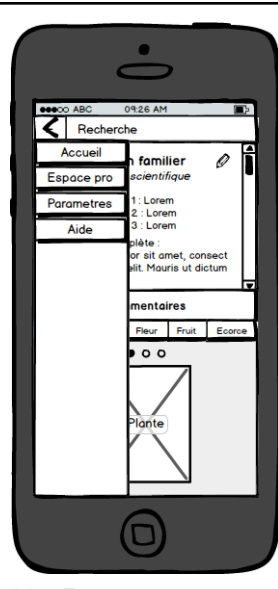 ABC 09:26 AM
Recherche
Accueil
Espace pro
Parametres
Aide
familier
scientifique
1 : Lorem
2 : Lorem
3 : Lorem
plète :
or sit amet, consect
elit. Mauris ut dictum
mentaires
Fleur Fruit Ecorce
Plante